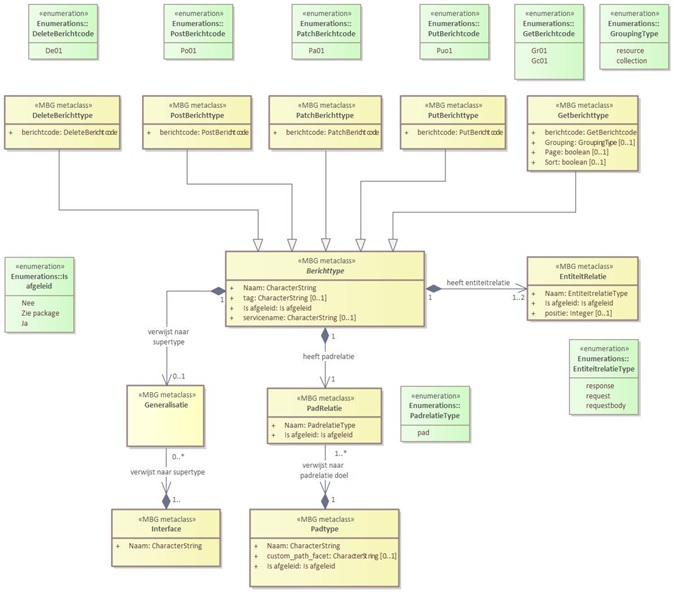 «enumeration»
Enumerations::
DeleteBerichtcode
De01
«enumeration»
Enumerations::
PostBerichtcode
Po01
«enumeration»
Enumerations::
PatchBerichtcode
Pa01
«enumeration»
Enumerations::
PutBerichtcode
Puo1
«enumeration»
Enumerations::
GetBerichtcode
Gr01
Gc01
«enumeration»
Enumerations::
GroupingType
resource
collection
«MBG metaclass»
DeleteBerichttype
+ berichtcode: DeleteBerichtcode
«MBG metaclass»
PostBerichttype
+ berichtcode: PostBerichtcode
«MBG metaclass»
PatchBerichttype
+ berichtcode: PatchBerichtcode
«MBG metaclass»
PutBerichttype
+ berichtcode: PutBerichtcode
«MBG metaclass»
Getberichttype
+ berichtcode: GetBerichtcode
+ Grouping: GroupingType [0..1]
+ Page: boolean [0..1]
+ Sort: boolean [0..1]
«enumeration»
Enumerations::Is
afgeleid
Nee
Zie package
Ja
«MBG metaclass»
Berichttype
+ Naam: CharacterString
+ tag: CharacterString [0..1]
+ Is afgeleid: Is afgeleid
+ servicename: CharacterString [0..1]
1
heeft entiteitrelatie
1..2
«MBG metaclass»
EntiteitRelatie
+ Naam: EntiteitrelatieType
+ Is afgeleid: Is afgeleid
+ positie: Integer [0..1]
1
verwijst naar
supertype
0..1
1
heeft padrelatie
1
«enumeration»
Enumerations::
EntiteitrelatieType
response
request
requestbody
«MBG metaclass»
Generalisatie
«MBG metaclass»
PadRelatie
+ Naam: PadrelatieType
+ Is afgeleid: Is afgeleid
«enumeration»
Enumerations::
PadrelatieType
pad
0..*
verwijst naar supertype
1..
1..*
verwijst naar
padrelatie doel
1
«MBG metaclass»
Interface
+ Naam: CharacterString
«MBG metaclass»
Padtype
+ Naam: CharacterString
+ custom_path_facet: CharacterString [0..1]
+ Is afgeleid: Is afgeleid